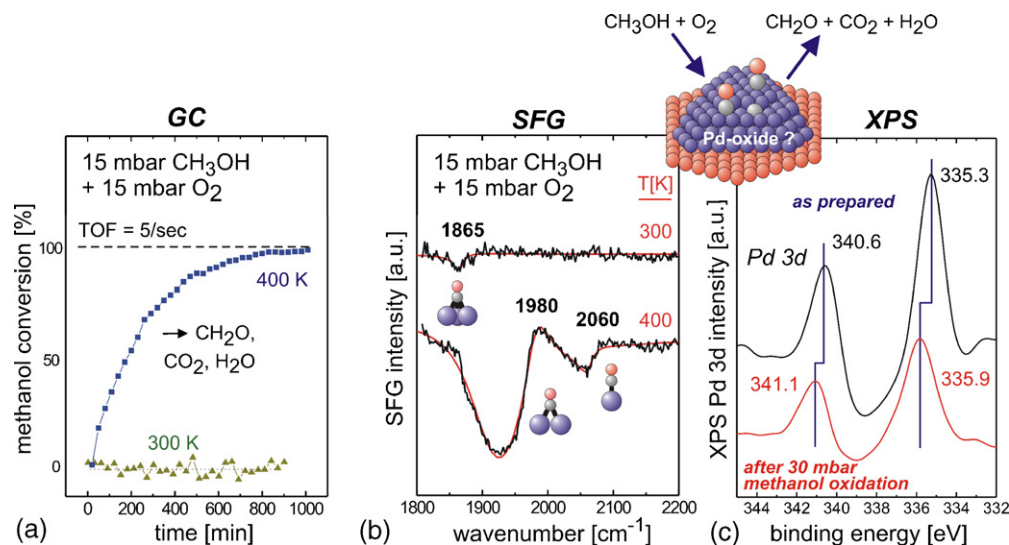 CH₃OH + O₂
CH₂O + CO₂ + H₂O
Pd-oxide ?
GC
15 mbar CH₃OH
+ 15 mbar O₂
TOF = 5/sec
400 K
→ CH₂O,
CO₂, H₂O
300 K
methanol conversion [%]
100
50
0
0 200 400 600 800 1000
time [min]
(a)
SFG
15 mbar CH₃OH
+ 15 mbar O₂
T[K]
300
1865
1980
2060
400
SFG intensity [a.u.]
1800 1900 2000 2100 2200
wavenumber [cm⁻¹]
(b)
XPS
335.3
as prepared
340.6
Pd 3d
341.1
335.9
after 30 mbar
methanol oxidation
XPS Pd 3d intensity [a.u.]
344 342 340 338 336 334 332
binding energy [eV]
(c)